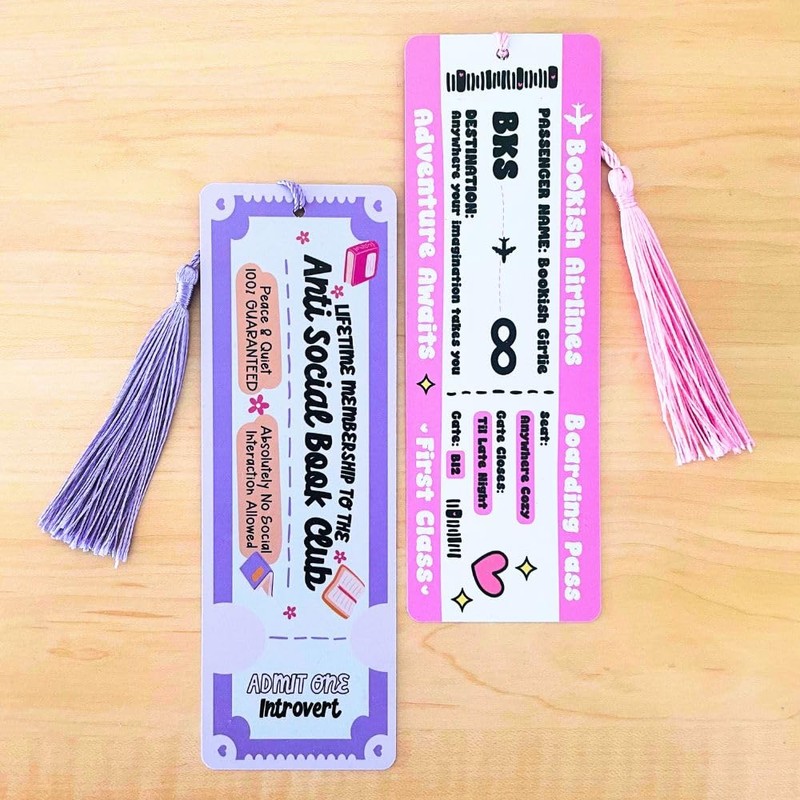 LIFETIME MEMBERSHIP TO THE
Anti Social Book Club
Peace & Quiet
100% GUARANTEED
Absolutely No Social
Interaction Allowed
ADMIT ONE
Introvert
Bookish Airlines
Boarding Pass
PASSENGER NAME: Bookish Girlie
BKS
DESTINATION:
Anywhere your imagination takes you
Seat:
Anywhere Cozy
Gate Closes:
Til Late Night
Gate: B12
Adventure Awaits
~ First Class~